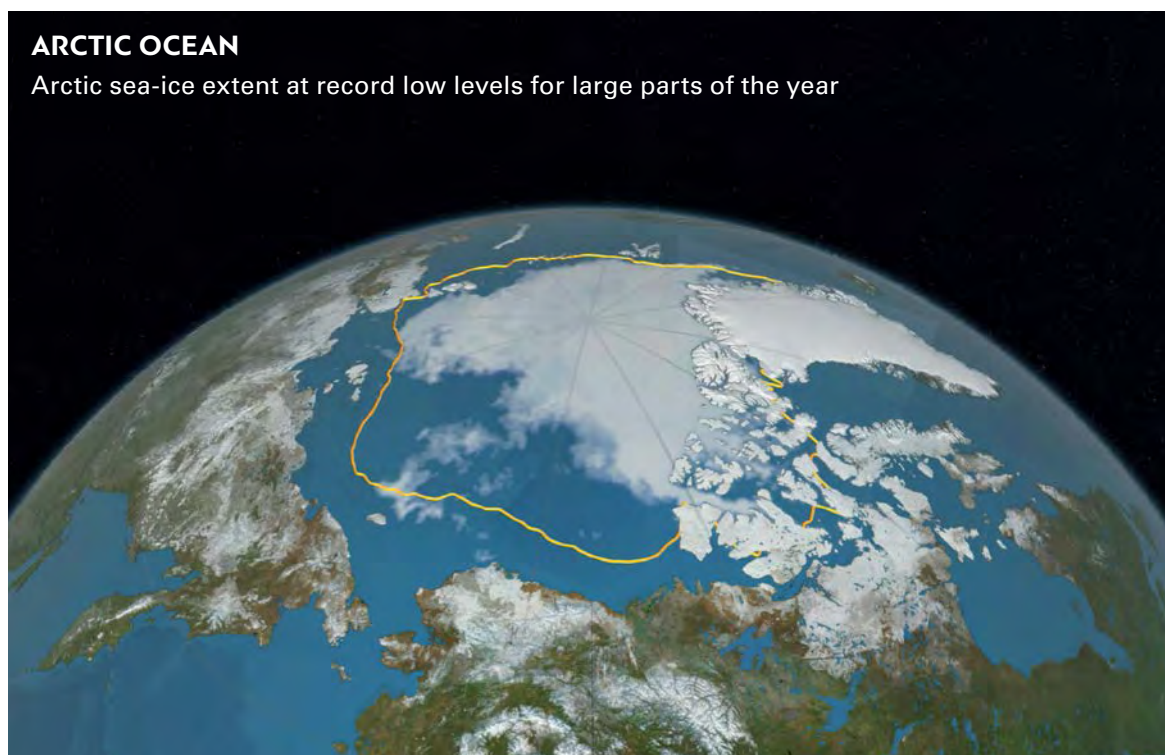 ARCTIC OCEAN
Arctic sea-ice extent at record low levels for large parts of the year